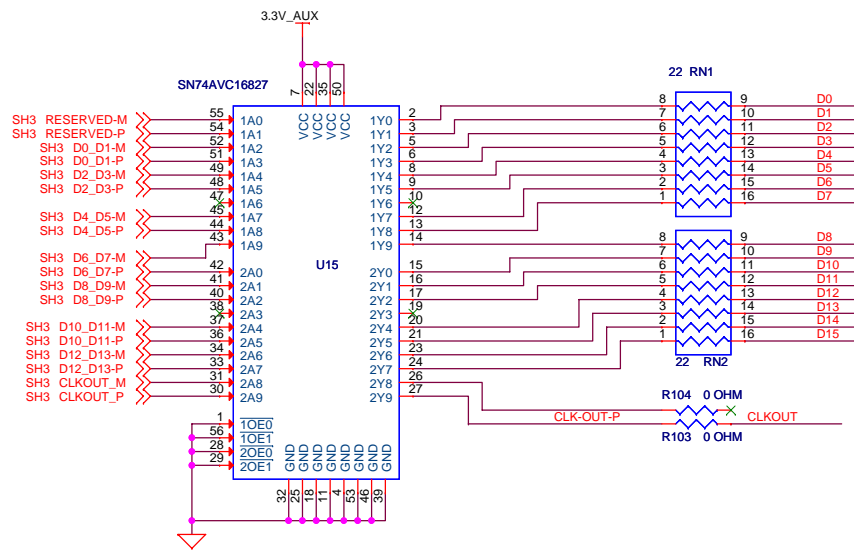 3.3V_AUX
SN74AVC16827
7 22 35 50
VCC VCC VCC VCC
22 RN1
SH3 RESERVED-M 55 1A0 1Y0 2 8 9 D0
SH3 RESERVED-P 54 1A1 1Y1 3 7 10 D1
SH3 D0_D1-M 52 1A2 1Y2 5 6 11 D2
SH3 D0_D1-P 51 1A3 1Y3 6 5 12 D3
SH3 D2_D3-M 49 1A4 1Y4 8 4 13 D4
SH3 D2_D3-P 48 1A5 1Y5 9 3 14 D5
47 1A6 1Y6 10 2 15 D6
SH3 D4_D5-M 45 1A7 1Y7 12 1 16 D7
SH3 D4_D5-P 44 1A8 1Y8 13
43 1A9 1Y9 14 8 9 D8
SH3 D6_D7-M U15 7 10 D9
SH3 D6_D7-P 42 2A0 2Y0 15 6 11 D10
SH3 D8_D9-M 41 2A1 2Y1 16 5 12 D11
SH3 D8_D9-P 40 2A2 2Y2 17 4 13 D12
38 2A3 2Y3 19 3 14 D13
SH3 D10_D11-M 37 2A4 2Y4 20 2 15 D14
SH3 D10_D11-P 36 2A5 2Y5 21 1 16 D15
SH3 D12_D13-M 34 2A6 2Y6 23
SH3 D12_D13-P 33 2A7 2Y7 24 22 RN2
SH3 CLKOUT_M 31 2A8 2Y8 26
SH3 CLKOUT_P 30 2A9 2Y9 27
R104 0 OHM
CLK-OUT-P CLKOUT
R103 0 OHM
1 1OE0
56 1OE1
28 2OE0
29 2OE1
GND GND GND GND GND GND GND GND
32 25 18 11 4 53 46 39